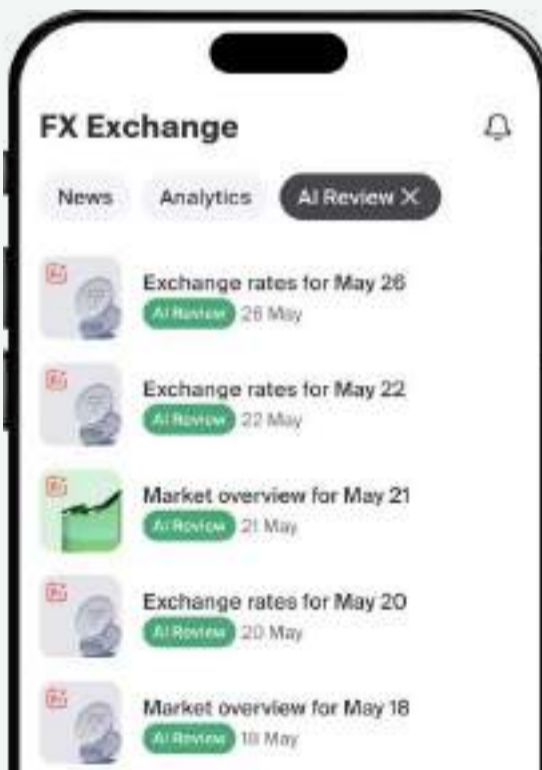 FX Exchange
News Analytics AI Review
Exchange rates for May 26
AI Review 26 May
Exchange rates for May 22
AI Review 22 May
Market overview for May 21
AI Review 21 May
Exchange rates for May 20
AI Review 20 May
Market overview for May 18
AI Review 18 May